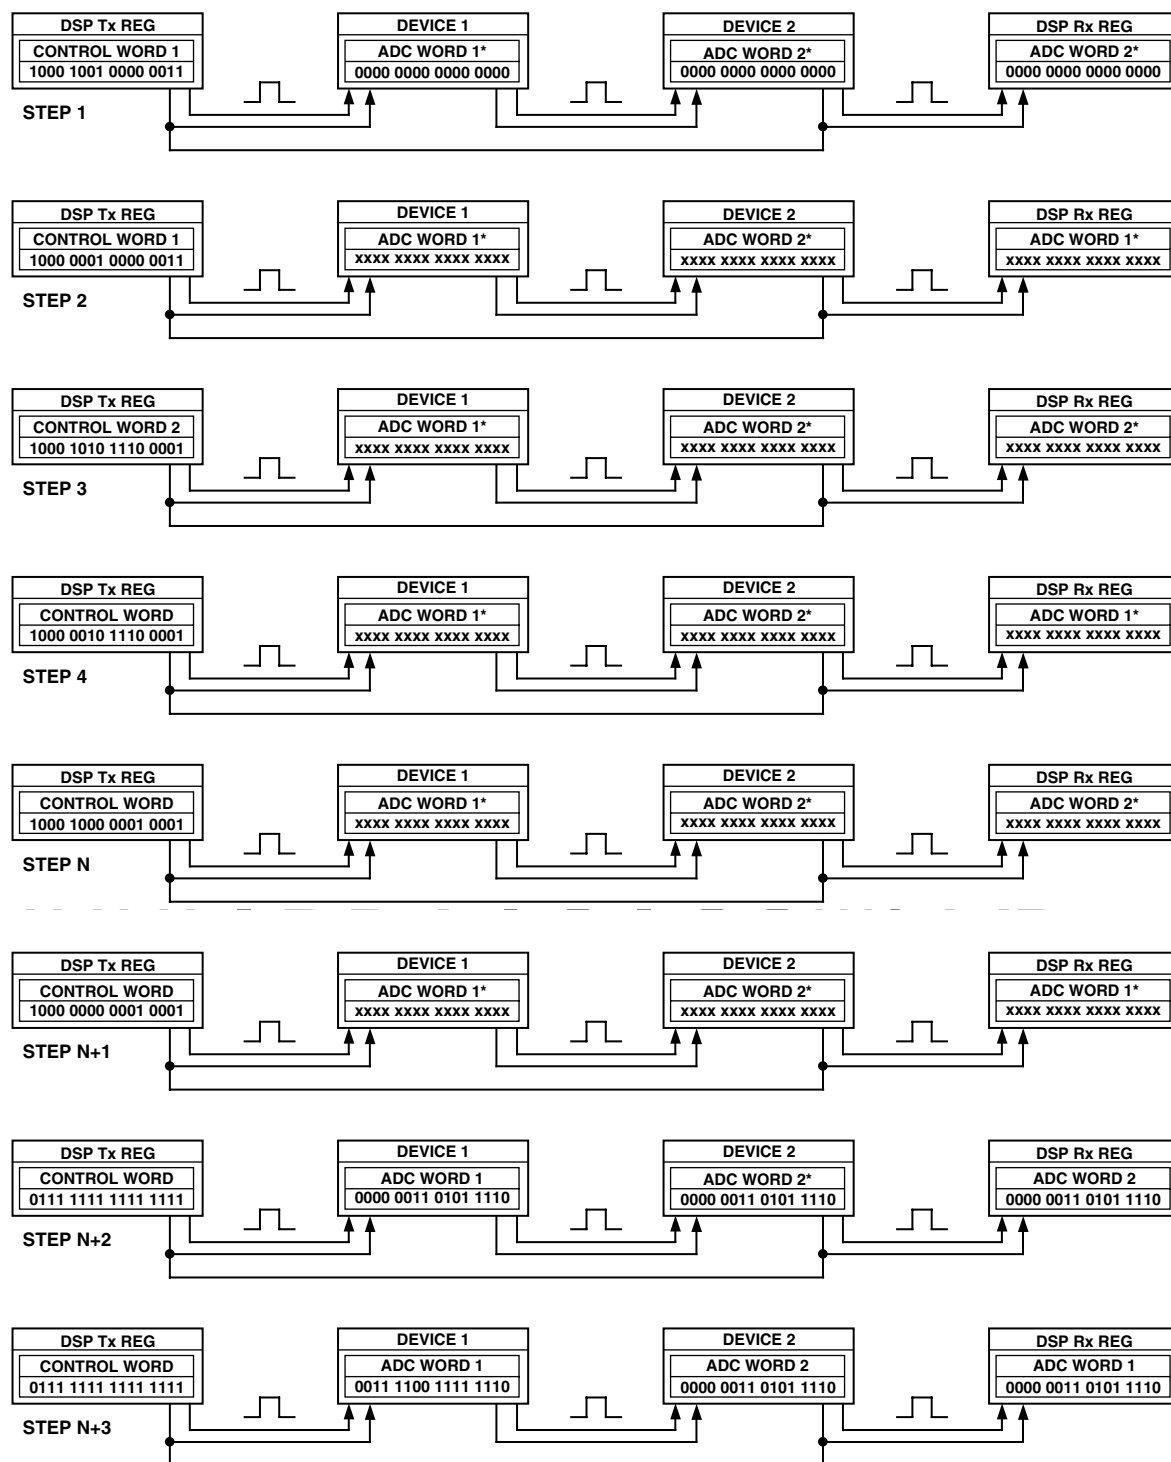 DSP Tx REG DEVICE 1 DEVICE 2 DSP Rx REG
CONTROL WORD 1 ADC WORD 1* ADC WORD 2* ADC WORD 2*
1000 1001 0000 0011 0000 0000 0000 0000 0000 0000 0000 0000 0000 0000 0000 0000
STEP 1
DSP Tx REG DEVICE 1 DEVICE 2 DSP Rx REG
CONTROL WORD 1 ADC WORD 1* ADC WORD 2* ADC WORD 1*
1000 0001 0000 0011 xxxx xxxx xxxx xxxx xxxx xxxx xxxx xxxx xxxx xxxx xxxx xxxx
STEP 2
DSP Tx REG DEVICE 1 DEVICE 2 DSP Rx REG
CONTROL WORD 2 ADC WORD 1* ADC WORD 2* ADC WORD 2*
1000 1010 1110 0001 xxxx xxxx xxxx xxxx xxxx xxxx xxxx xxxx xxxx xxxx xxxx xxxx
STEP 3
DSP Tx REG DEVICE 1 DEVICE 2 DSP Rx REG
CONTROL WORD ADC WORD 1* ADC WORD 2* ADC WORD 1*
1000 0010 1110 0001 xxxx xxxx xxxx xxxx xxxx xxxx xxxx xxxx xxxx xxxx xxxx xxxx
STEP 4
DSP Tx REG DEVICE 1 DEVICE 2 DSP Rx REG
CONTROL WORD ADC WORD 1* ADC WORD 2* ADC WORD 2*
1000 1000 0001 0001 xxxx xxxx xxxx xxxx xxxx xxxx xxxx xxxx xxxx xxxx xxxx xxxx
STEP N
DSP Tx REG DEVICE 1 DEVICE 2 DSP Rx REG
CONTROL WORD ADC WORD 1* ADC WORD 2* ADC WORD 1*
1000 0000 0001 0001 xxxx xxxx xxxx xxxx xxxx xxxx xxxx xxxx xxxx xxxx xxxx xxxx
STEP N+1
DSP Tx REG DEVICE 1 DEVICE 2 DSP Rx REG
CONTROL WORD ADC WORD 1 ADC WORD 2* ADC WORD 2
0111 1111 1111 1111 0000 0011 0101 1110 0000 0011 0101 1110 0000 0011 0101 1110
STEP N+2
DSP Tx REG DEVICE 1 DEVICE 2 DSP Rx REG
CONTROL WORD ADC WORD 1 ADC WORD 2 ADC WORD 1
0111 1111 1111 1111 0011 1100 1111 1110 0000 0011 0101 1110 0000 0011 0101 1110
STEP N+3